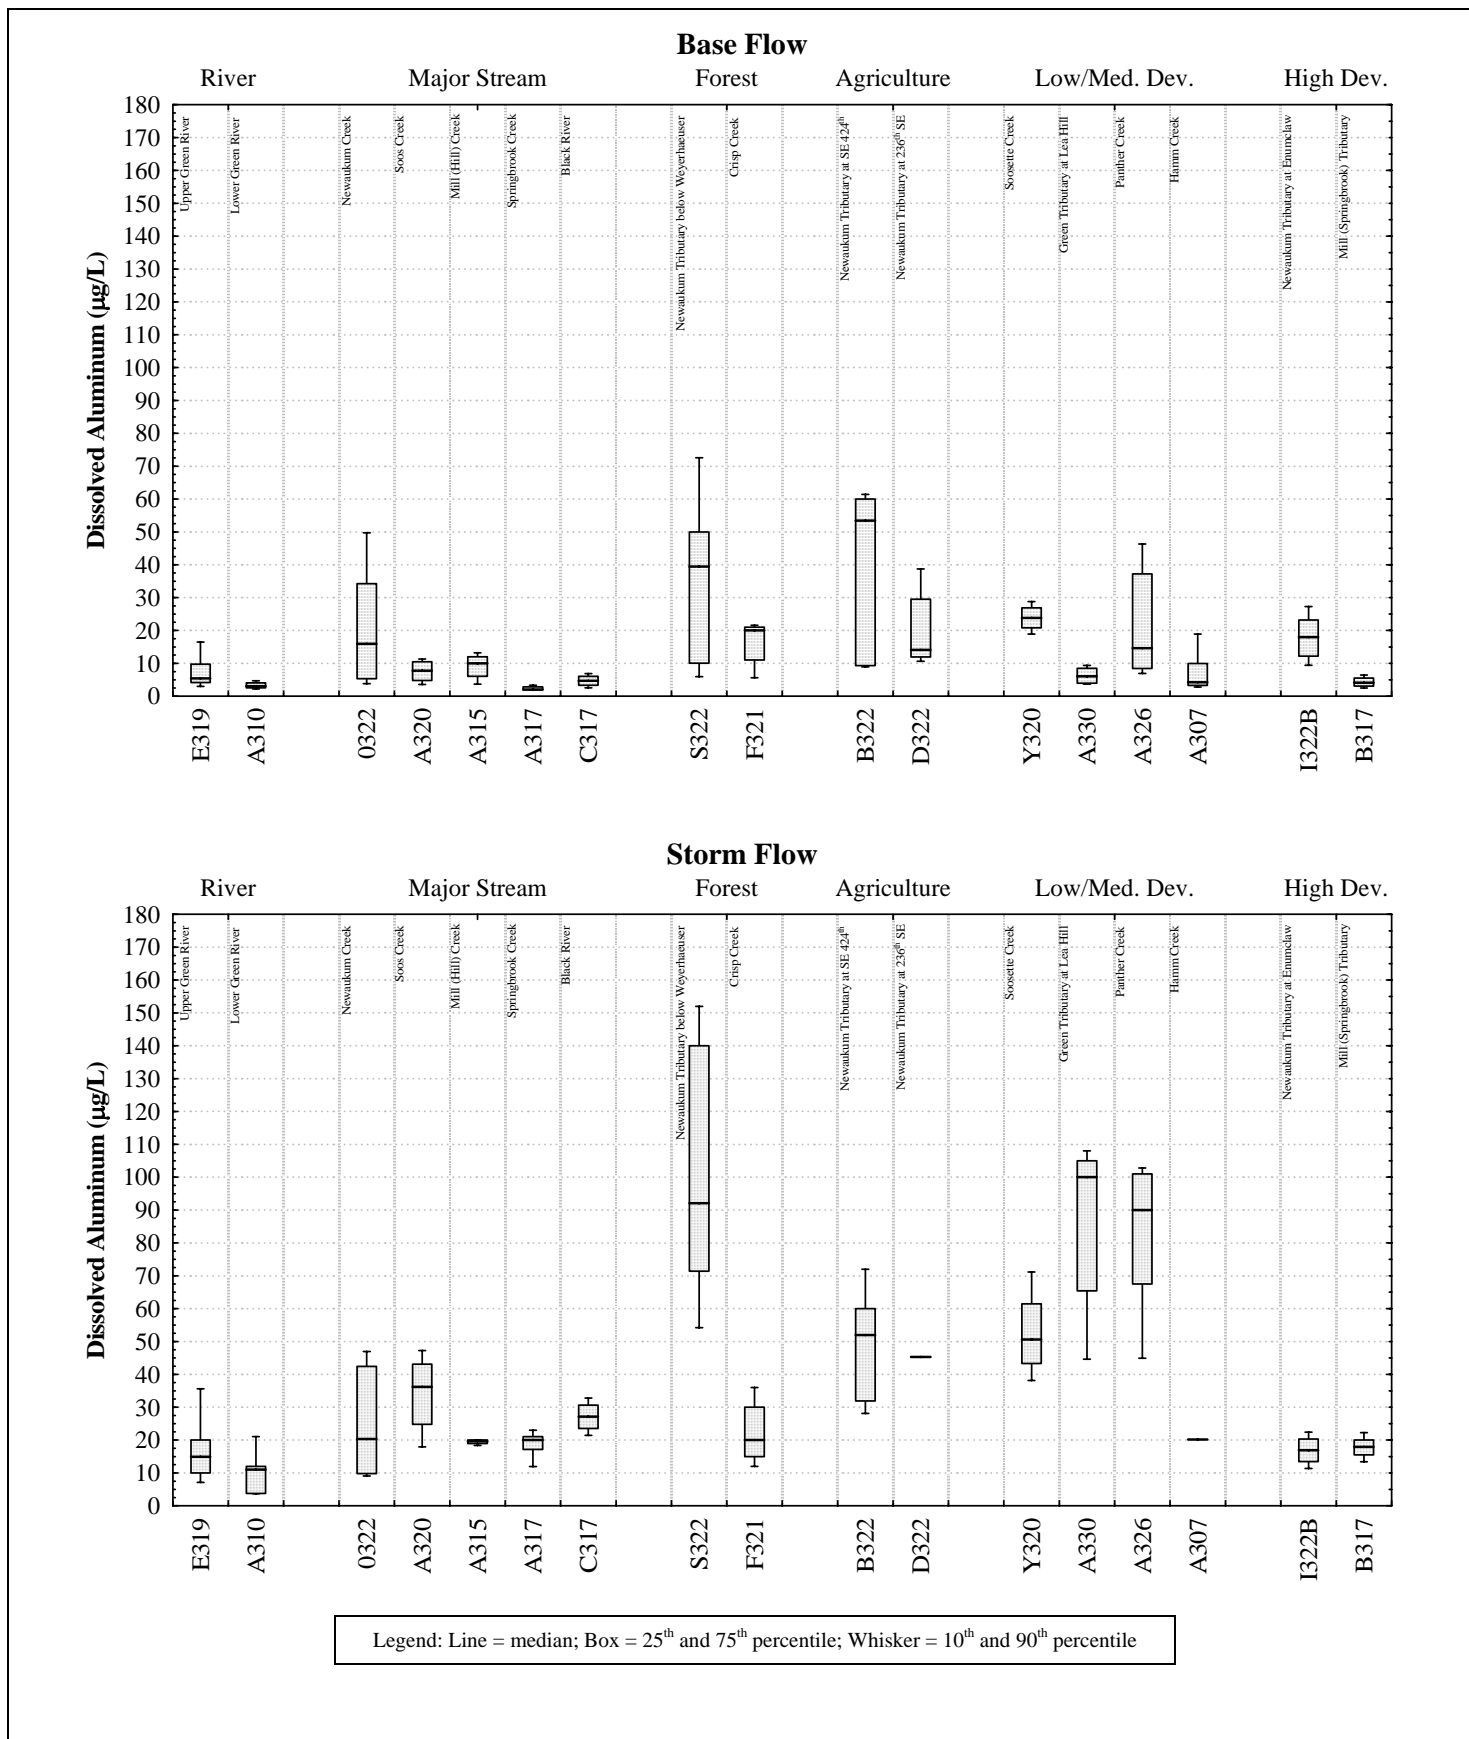 Base Flow
River Major Stream Forest Agriculture Low/Med. Dev. High Dev.
Dissolved Aluminum (µg/L)
180
170
160
150
140
130
120
110
100
90
80
70
60
50
40
30
20
10
0
Upper Green River
Lower Green River
Newaukum Creek
Soos Creek
Mill (Hill) Creek
Springbrook Creek
Black River
Newaukum Tributary below Weyerhaeuser
Crisp Creek
Newaukum Tributary at SE 424th
Newaukum Tributary at 236th SE
Soosette Creek
Green Tributary at Lea Hill
Panther Creek
Hamm Creek
Newaukum Tributary at Enumclaw
Mill (Springbrook) Tributary
E319 A310 0322 A320 A315 A317 C317 S322 F321 B322 D322 Y320 A330 A326 A307 I322B B317
Storm Flow
River Major Stream Forest Agriculture Low/Med. Dev. High Dev.
Dissolved Aluminum (µg/L)
180
170
160
150
140
130
120
110
100
90
80
70
60
50
40
30
20
10
0
Upper Green River
Lower Green River
Newaukum Creek
Soos Creek
Mill (Hill) Creek
Springbrook Creek
Black River
Newaukum Tributary below Weyerhaeuser
Crisp Creek
Newaukum Tributary at SE 424th
Newaukum Tributary at 236th SE
Soosette Creek
Green Tributary at Lea Hill
Panther Creek
Hamm Creek
Newaukum Tributary at Enumclaw
Mill (Springbrook) Tributary
E319 A310 0322 A320 A315 A317 C317 S322 F321 B322 D322 Y320 A330 A326 A307 I322B B317
Legend: Line = median; Box = 25th and 75th percentile; Whisker = 10th and 90th percentile